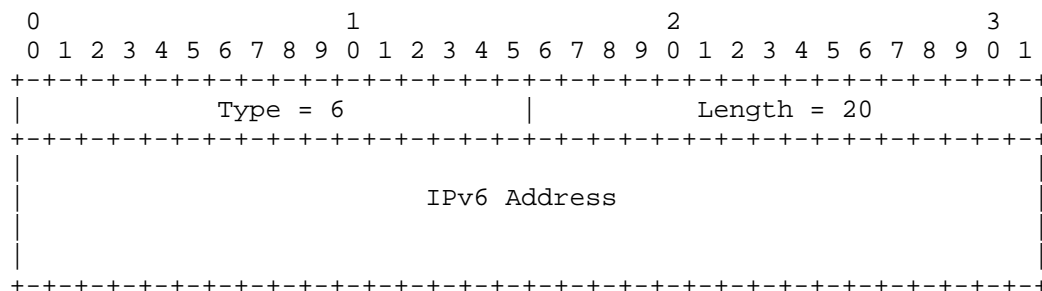 0                   1                   2                   3
0 1 2 3 4 5 6 7 8 9 0 1 2 3 4 5 6 7 8 9 0 1 2 3 4 5 6 7 8 9 0 1
+-+-+-+-+-+-+-+-+-+-+-+-+-+-+-+-+-+-+-+-+-+-+-+-+-+-+-+-+-+-+-+-+
|            Type = 6           |          Length = 20          |
+-+-+-+-+-+-+-+-+-+-+-+-+-+-+-+-+-+-+-+-+-+-+-+-+-+-+-+-+-+-+-+-+
|                                                               |
|                         IPv6 Address                          |
|                                                               |
|                                                               |
+-+-+-+-+-+-+-+-+-+-+-+-+-+-+-+-+-+-+-+-+-+-+-+-+-+-+-+-+-+-+-+-+